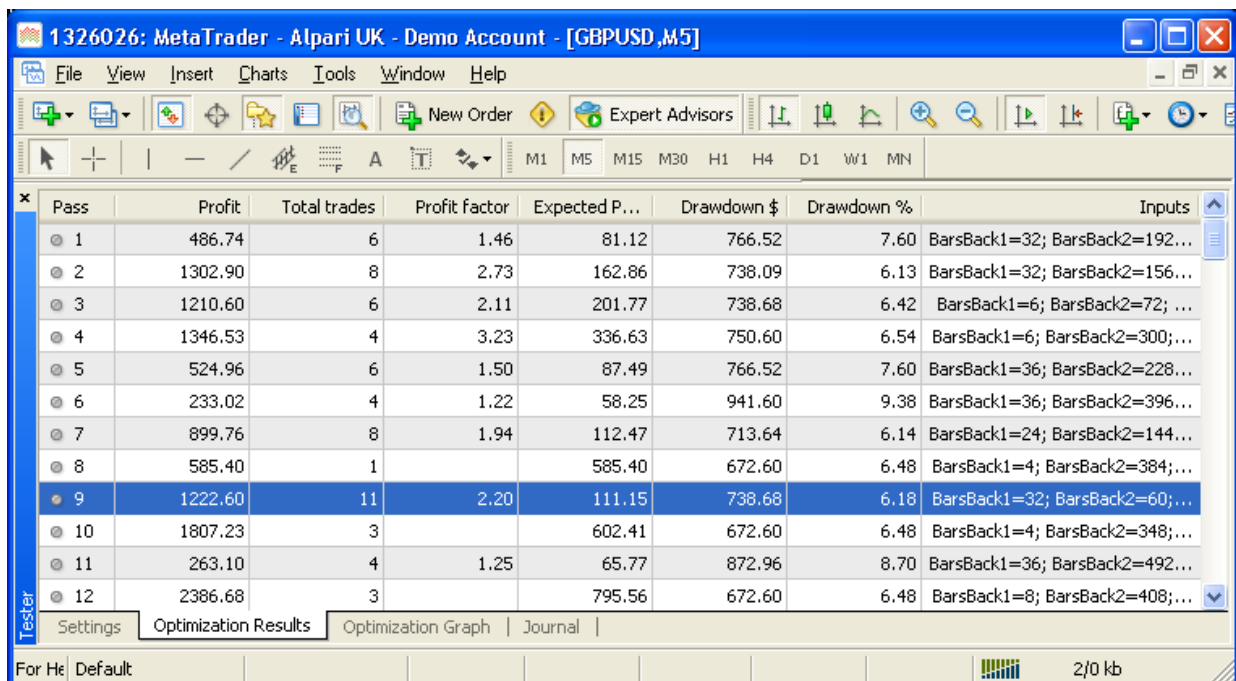 1326026: MetaTrader - Alpari UK - Demo Account - [GBPUSD,M5]
File View Insert Charts Tools Window Help
New Order Expert Advisors
E F A T M1 M5 M15 M30 H1 H4 D1 W1 MN
Pass Profit Total trades Profit factor Expected P... Drawdown $ Drawdown % Inputs
1 486.74 6 1.46 81.12 766.52 7.60 BarsBack1=32; BarsBack2=192...
2 1302.90 8 2.73 162.86 738.09 6.13 BarsBack1=32; BarsBack2=156...
3 1210.60 6 2.11 201.77 738.68 6.42 BarsBack1=6; BarsBack2=72; ...
4 1346.53 4 3.23 336.63 750.60 6.54 BarsBack1=6; BarsBack2=300;...
5 524.96 6 1.50 87.49 766.52 7.60 BarsBack1=36; BarsBack2=228...
6 233.02 4 1.22 58.25 941.60 9.38 BarsBack1=36; BarsBack2=396...
7 899.76 8 1.94 112.47 713.64 6.14 BarsBack1=24; BarsBack2=144...
8 585.40 1 585.40 672.60 6.48 BarsBack1=4; BarsBack2=384;...
9 1222.60 11 2.20 111.15 738.68 6.18 BarsBack1=32; BarsBack2=60;...
10 1807.23 3 602.41 672.60 6.48 BarsBack1=4; BarsBack2=348;...
11 263.10 4 1.25 65.77 872.96 8.70 BarsBack1=36; BarsBack2=492...
12 2386.68 3 795.56 672.60 6.48 BarsBack1=8; BarsBack2=408;...
Tester
Settings Optimization Results Optimization Graph | Journal |
For He Default 2/0 kb